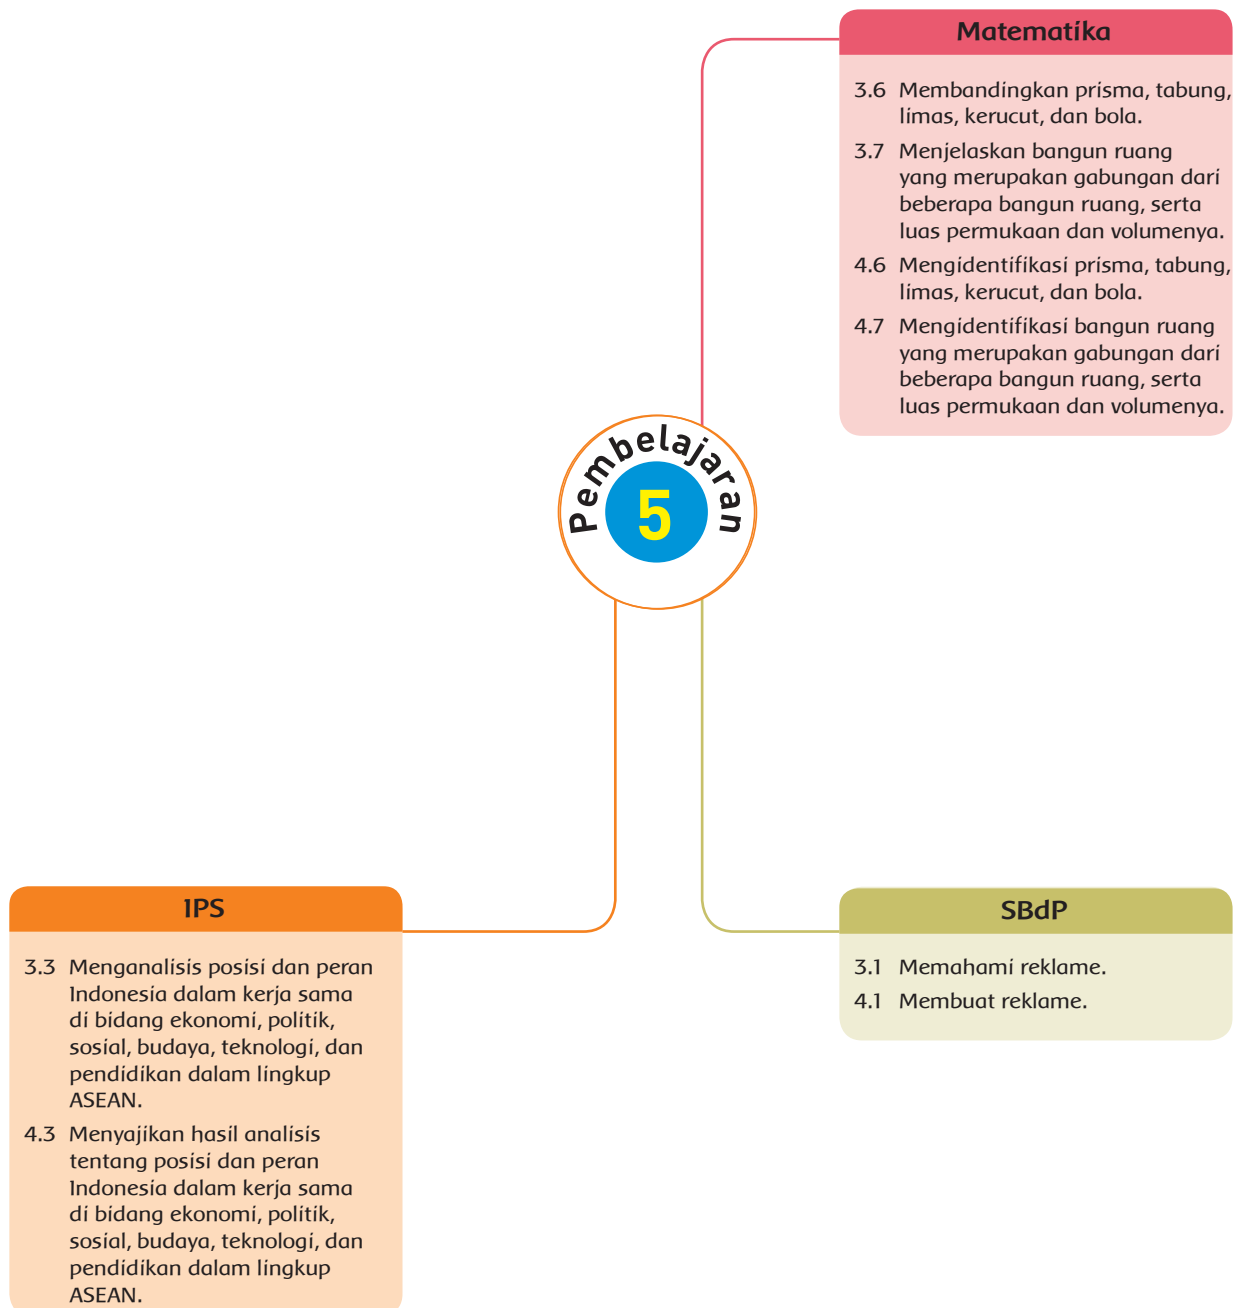 Matematika
3.6 Membandingkan prisma, tabung,
limas, kerucut, dan bola.
3.7 Menjelaskan bangun ruang
yang merupakan gabungan dari
beberapa bangun ruang, serta
luas permukaan dan volumenya.
4.6 Mengidentifikasi prisma, tabung,
limas, kerucut, dan bola.
4.7 Mengidentifikasi bangun ruang
yang merupakan gabungan dari
beberapa bangun ruang, serta
luas permukaan dan volumenya.
Pembelajaran
5
IPS
3.3 Menganalisis posisi dan peran
Indonesia dalam kerja sama
di bidang ekonomi, politik,
sosial, budaya, teknologi, dan
pendidikan dalam lingkup
ASEAN.
4.3 Menyajikan hasil analisis
tentang posisi dan peran
Indonesia dalam kerja sama
di bidang ekonomi, politik,
sosial, budaya, teknologi, dan
pendidikan dalam lingkup
ASEAN.
SBdP
3.1 Memahami reklame.
4.1 Membuat reklame.